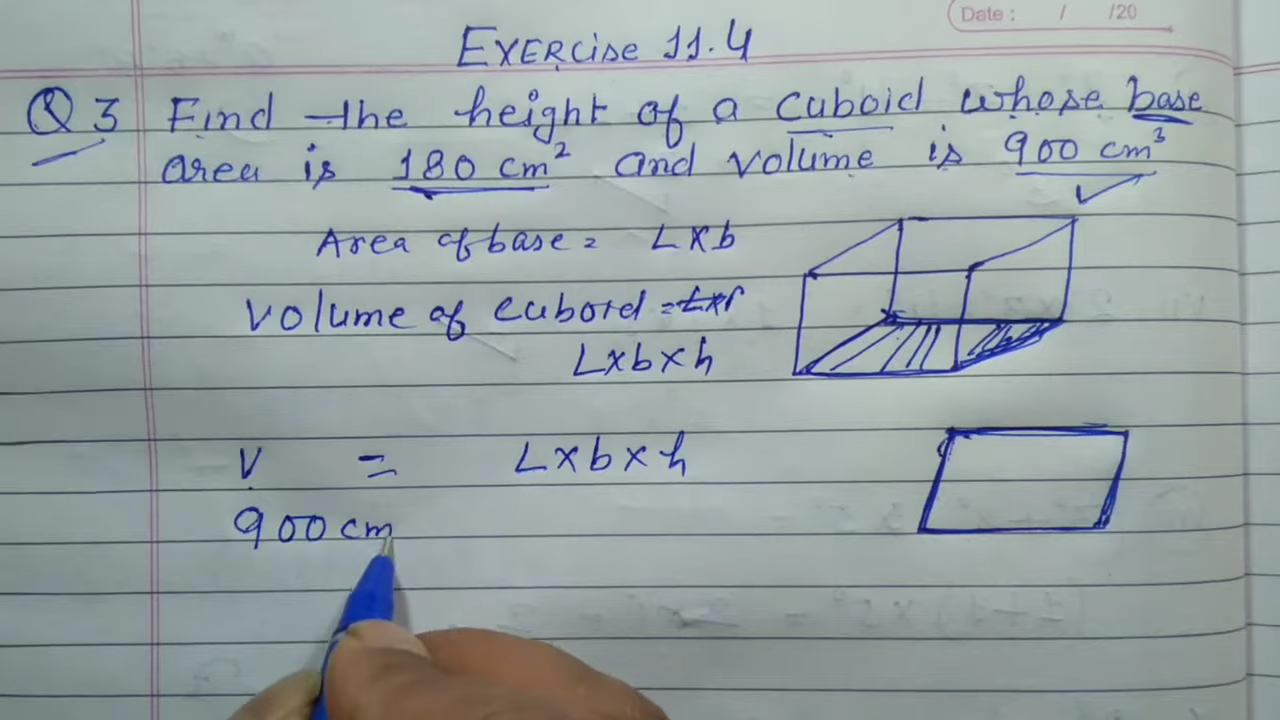 Date : / /20
Exercise 11.4
Q 3 Find the height of a cuboid whose base
area is 180 cm² and volume is 900 cm³
Area of base = L×b
Volume of cuboid =
L×b×h
V = L×b×h
900 cm